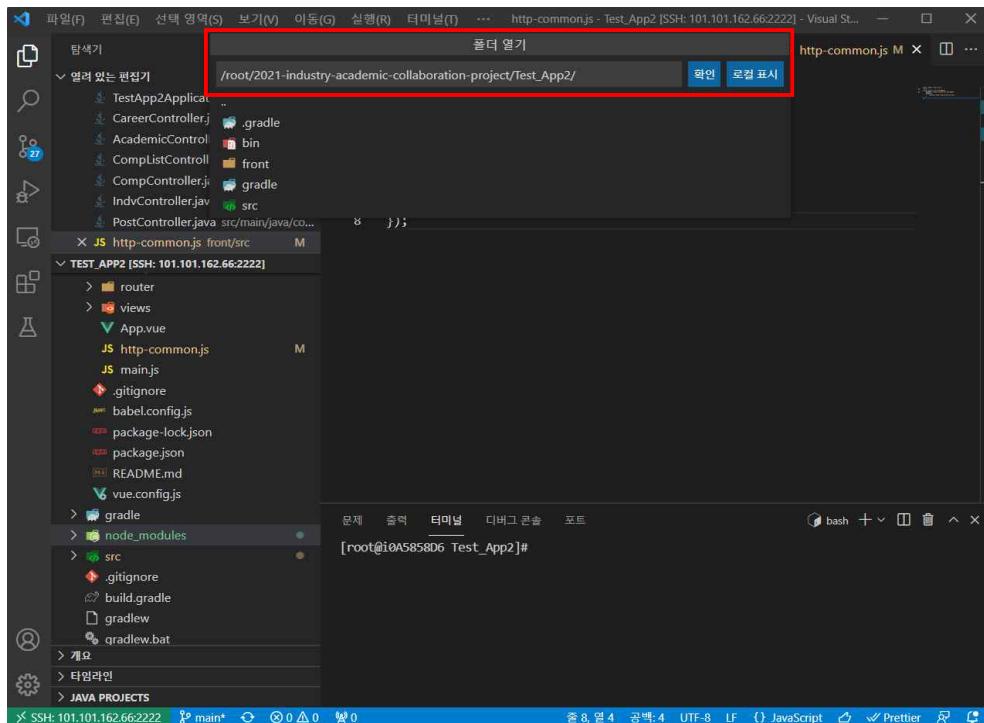 파일(F) 편집(E) 선택 영역(S) 보기(V) 이동(G) 실행(R) 터미널(T) ··· http-common.js - Test_App2 [SSH: 101.101.162.66:2222] - Visual St...
탐색기
폴더 열기
http-common.js M
열려 있는 편집기
/root/2021-industry-academic-collaboration-project/Test_App2/
확인
로컬 표시
TestApp2Applicat
..
CareerController.j
.gradle
AcademicControl
bin
27
CompListControll
front
CompController.ja
gradle
IndvController.jav
src
PostController.java src/main/java/co...
8 });
JS http-common.js front/src M
TEST_APP2 [SSH: 101.101.162.66:2222]
router
views
App.vue
JS http-common.js M
JS main.js
.gitignore
babel.config.js
package-lock.json
package.json
README.md
vue.config.js
gradle
node_modules
src
.gitignore
build.gradle
gradlew
gradlew.bat
문제 출력 터미널 디버그 콘솔 포트
bash
[root@i0A5858D6 Test_App2]#
개요
타임라인
JAVA PROJECTS
SSH: 101.101.162.66:2222 main* 0 0 0 줄 8, 열 4 공백: 4 UTF-8 LF {} JavaScript Prettier